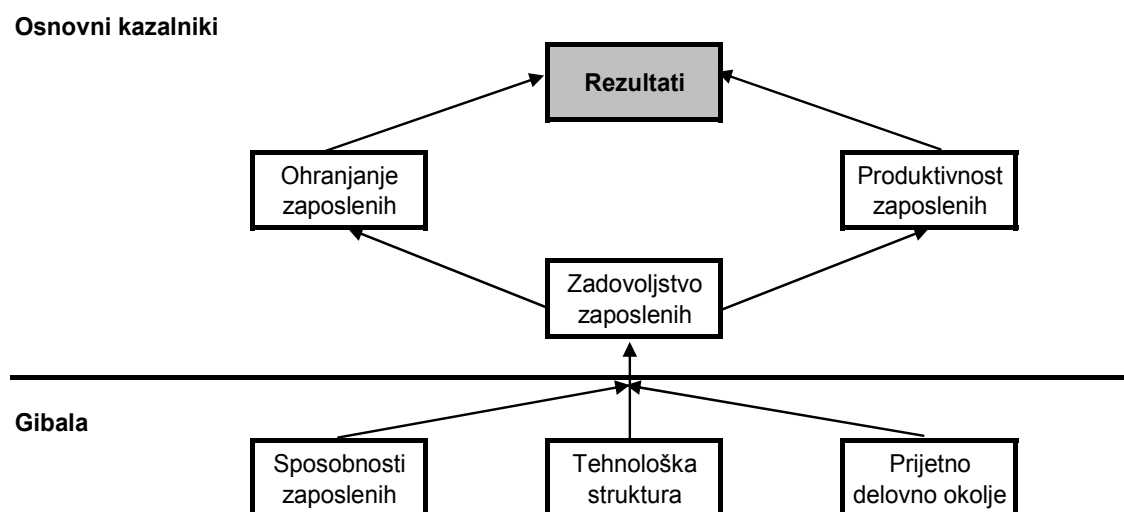 Osnovni kazalniki
Rezultati
Ohranjanje
zaposlenih
Produktivnost
zaposlenih
Zadovoljstvo
zaposlenih
Gibala
Sposobnosti
zaposlenih
Tehnološka
struktura
Prijetno
delovno okolje